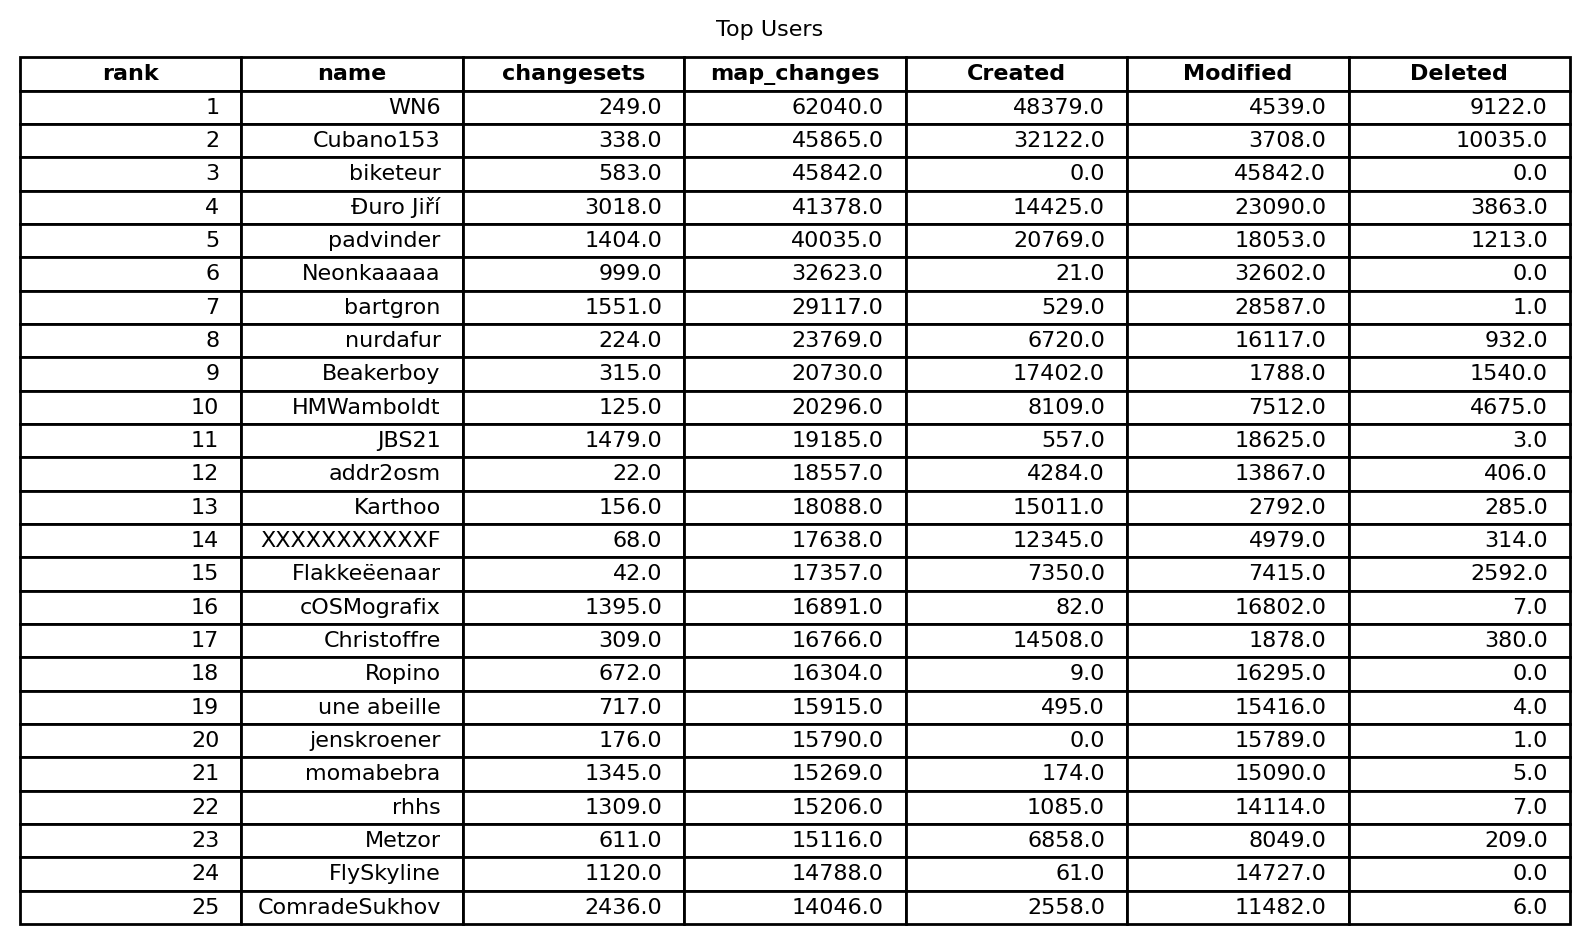 Top Users
rank name changesets map_changes Created Modified Deleted
1 WN6 249.0 62040.0 48379.0 4539.0 9122.0
2 Cubano153 338.0 45865.0 32122.0 3708.0 10035.0
3 biketeur 583.0 45842.0 0.0 45842.0 0.0
4 Đuro Jiří 3018.0 41378.0 14425.0 23090.0 3863.0
5 padvinder 1404.0 40035.0 20769.0 18053.0 1213.0
6 Neonkaaaaa 999.0 32623.0 21.0 32602.0 0.0
7 bartgron 1551.0 29117.0 529.0 28587.0 1.0
8 nurdafur 224.0 23769.0 6720.0 16117.0 932.0
9 Beakerboy 315.0 20730.0 17402.0 1788.0 1540.0
10 HMWamboldt 125.0 20296.0 8109.0 7512.0 4675.0
11 JBS21 1479.0 19185.0 557.0 18625.0 3.0
12 addr2osm 22.0 18557.0 4284.0 13867.0 406.0
13 Karthoo 156.0 18088.0 15011.0 2792.0 285.0
14 XXXXXXXXXXXF 68.0 17638.0 12345.0 4979.0 314.0
15 Flakkeëenaar 42.0 17357.0 7350.0 7415.0 2592.0
16 cOSMografix 1395.0 16891.0 82.0 16802.0 7.0
17 Christoffre 309.0 16766.0 14508.0 1878.0 380.0
18 Ropino 672.0 16304.0 9.0 16295.0 0.0
19 une abeille 717.0 15915.0 495.0 15416.0 4.0
20 jenskroener 176.0 15790.0 0.0 15789.0 1.0
21 momabebra 1345.0 15269.0 174.0 15090.0 5.0
22 rhhs 1309.0 15206.0 1085.0 14114.0 7.0
23 Metzor 611.0 15116.0 6858.0 8049.0 209.0
24 FlySkyline 1120.0 14788.0 61.0 14727.0 0.0
25 ComradeSukhov 2436.0 14046.0 2558.0 11482.0 6.0